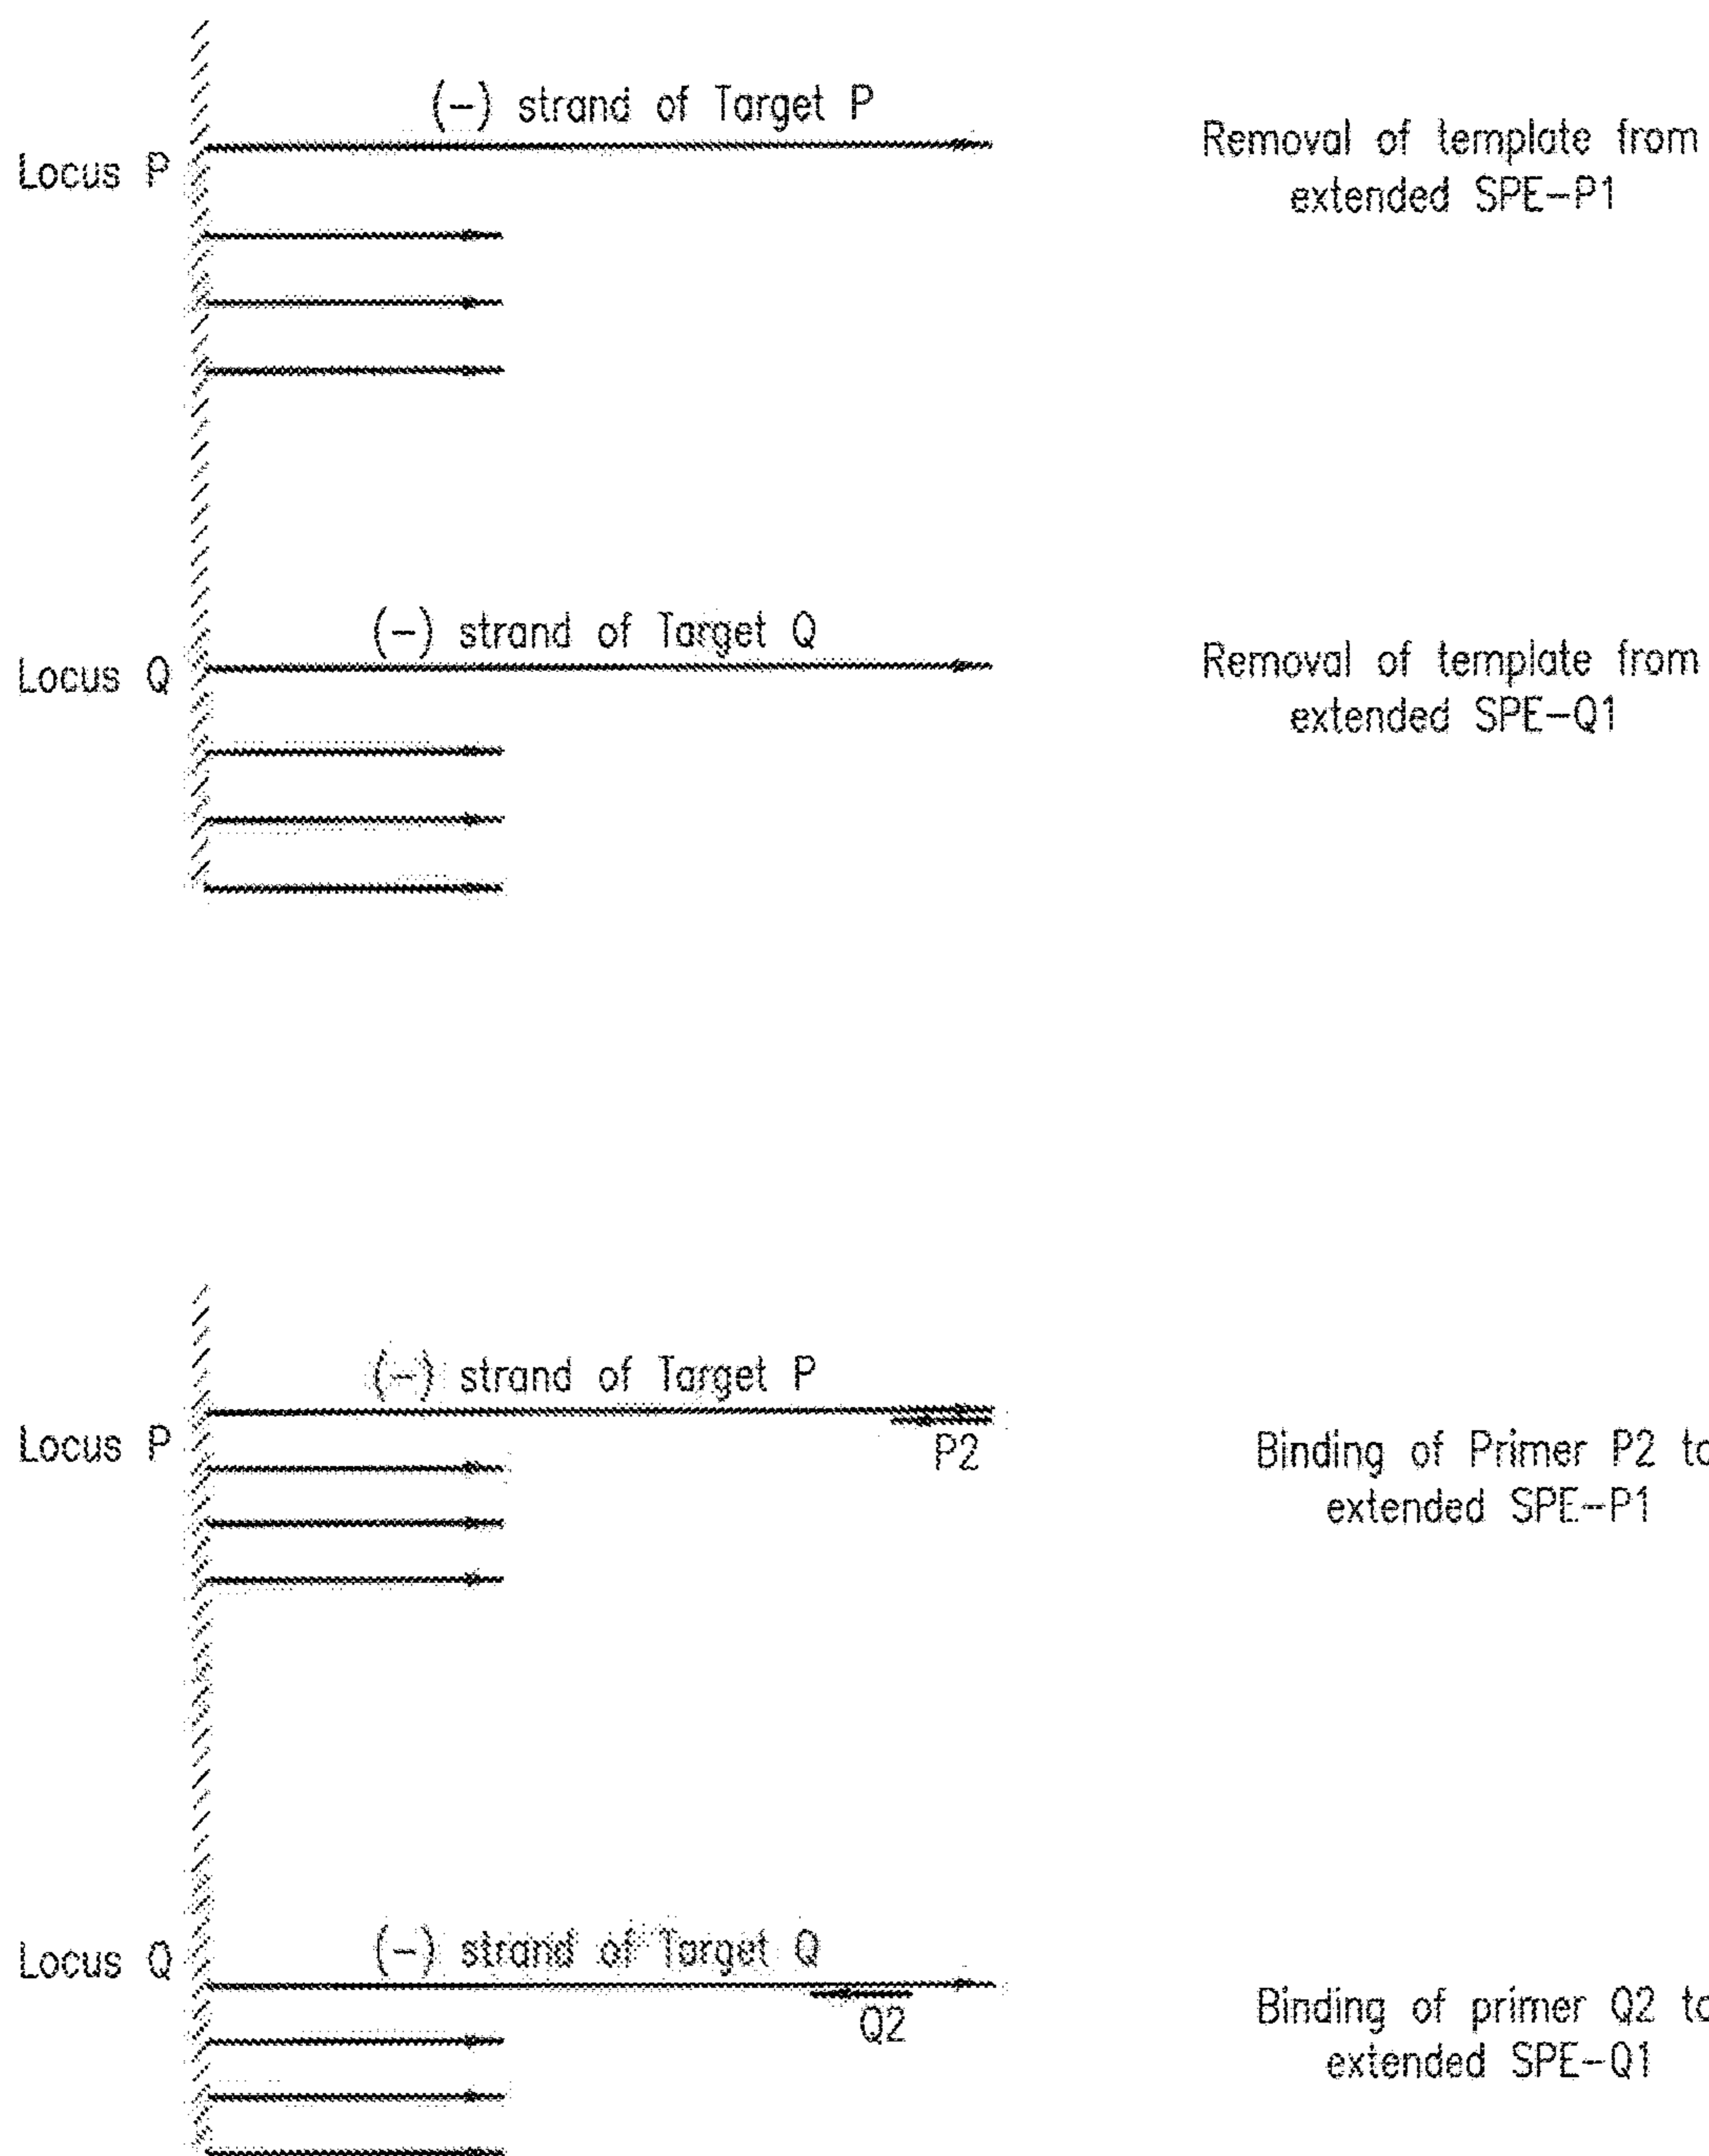 (-) strand of Target P
Locus P
Removal of template from
extended SPE-P1
(-) strand of Target Q
Locus Q
Removal of template from
extended SPE-Q1
(-) strand of Target P
Locus P
P2
Binding of Primer P2 to
extended SPE-P1
(-) strand of Target Q
Locus Q
Q2
Binding of primer Q2 to
extended SPE-Q1